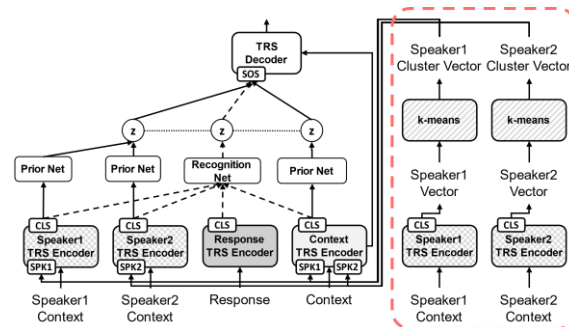 TRS
Decoder
SOS
z
z
z
Prior Net
Prior Net
Recognition
Net
Prior Net
CLS
CLS
CLS
CLS
Speaker1
TRS Encoder
Speaker2
TRS Encoder
Response
TRS Encoder
Context
TRS Encoder
SPK1
SPK2
SPK1
SPK2
Speaker1
Context
Speaker2
Context
Response
Context
Speaker1
Cluster Vector
Speaker2
Cluster Vector
k-means
k-means
Speaker1
Vector
Speaker2
Vector
CLS
CLS
Speaker1
TRS Encoder
Speaker2
TRS Encoder
Speaker1
Context
Speaker2
Context